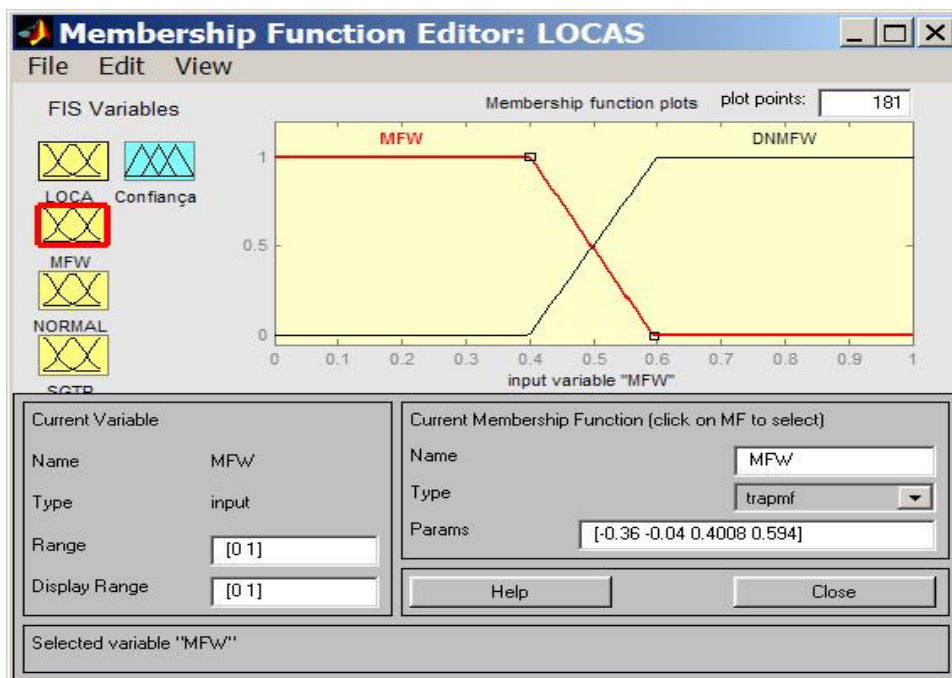 Membership Function Editor: LOCAS
File Edit View
FIS Variables
Membership function plots plot points: 181
LOCA Confiança
MFW
NORMAL
SGTR
MFW DNMFW
1
0.5
0
0 0.1 0.2 0.3 0.4 0.5 0.6 0.7 0.8 0.9 1
input variable "MFW"
Current Variable
Name MFW
Type input
Range [0 1]
Display Range [0 1]
Current Membership Function (click on MF to select)
Name MFW
Type trapmf
Params [-0.36 -0.04 0.4008 0.594]
Help Close
Selected variable "MFW"